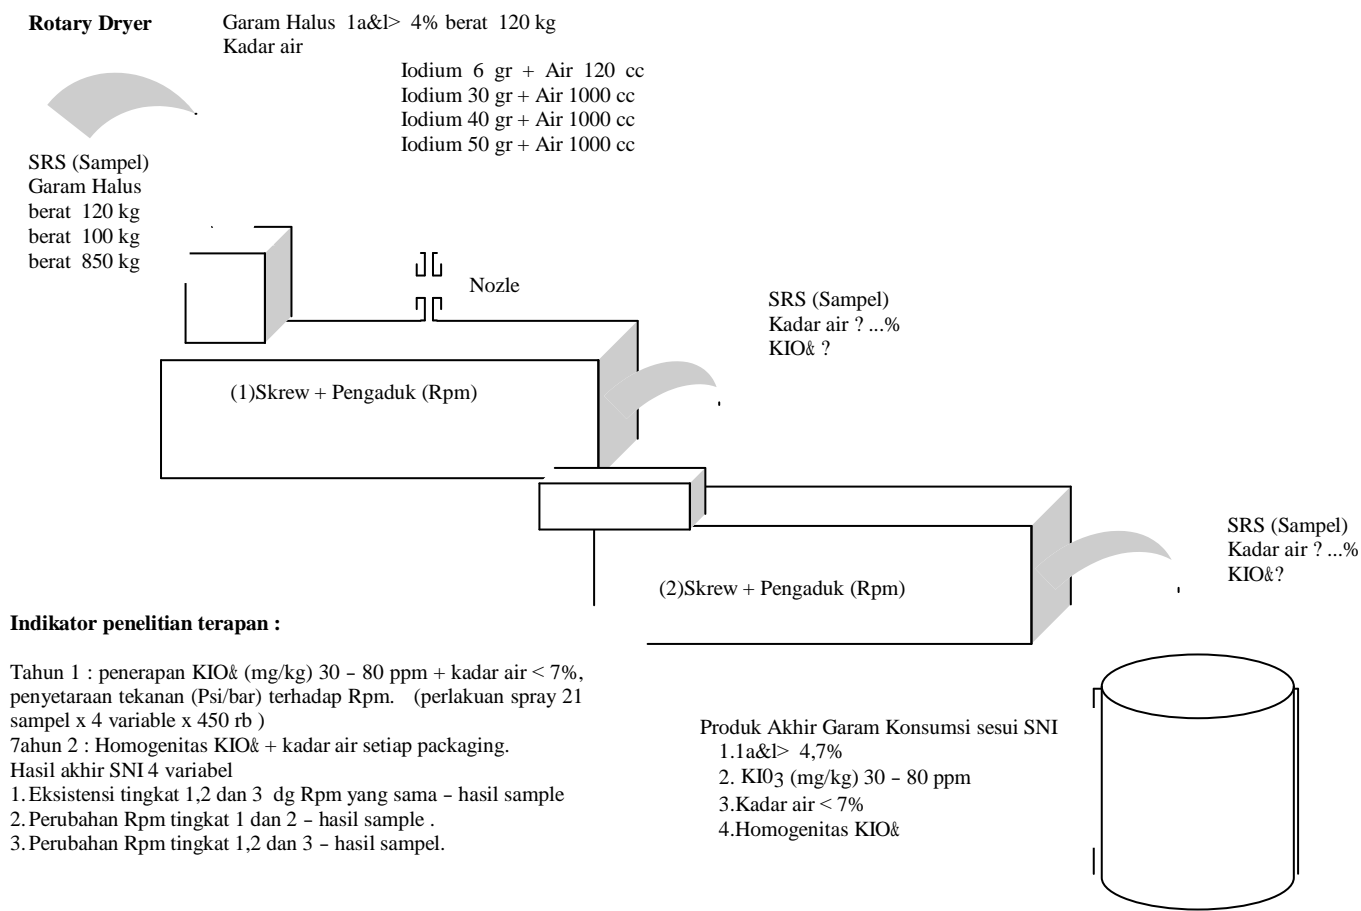 Rotary Dryer
Garam Halus 1a&l> 4% berat 120 kg
Kadar air
Iodium 6 gr + Air 120 cc
Iodium 30 gr + Air 1000 cc
Iodium 40 gr + Air 1000 cc
Iodium 50 gr + Air 1000 cc
SRS (Sampel)
Garam Halus
berat 120 kg
berat 100 kg
berat 850 kg
Nozle
SRS (Sampel)
Kadar air ? ...%
KIO& ?
(1)Skrew + Pengaduk (Rpm)
SRS (Sampel)
Kadar air ? ...%
KIO&?
(2)Skrew + Pengaduk (Rpm)
Indikator penelitian terapan :
Tahun 1 : penerapan KIO& (mg/kg) 30 – 80 ppm + kadar air < 7%,
penyetaraan tekanan (Psi/bar) terhadap Rpm. (perlakuan spray 21
sampel x 4 variable x 450 rb )
7ahun 2 : Homogenitas KIO& + kadar air setiap packaging.
Hasil akhir SNI 4 variabel
1.Eksistensi tingkat 1,2 dan 3 dg Rpm yang sama – hasil sample
2.Perubahan Rpm tingkat 1 dan 2 – hasil sample .
3.Perubahan Rpm tingkat 1,2 dan 3 – hasil sampel.
Produk Akhir Garam Konsumsi sesui SNI
1.1a&l> 4,7%
2. KI03 (mg/kg) 30 – 80 ppm
3.Kadar air < 7%
4.Homogenitas KIO&